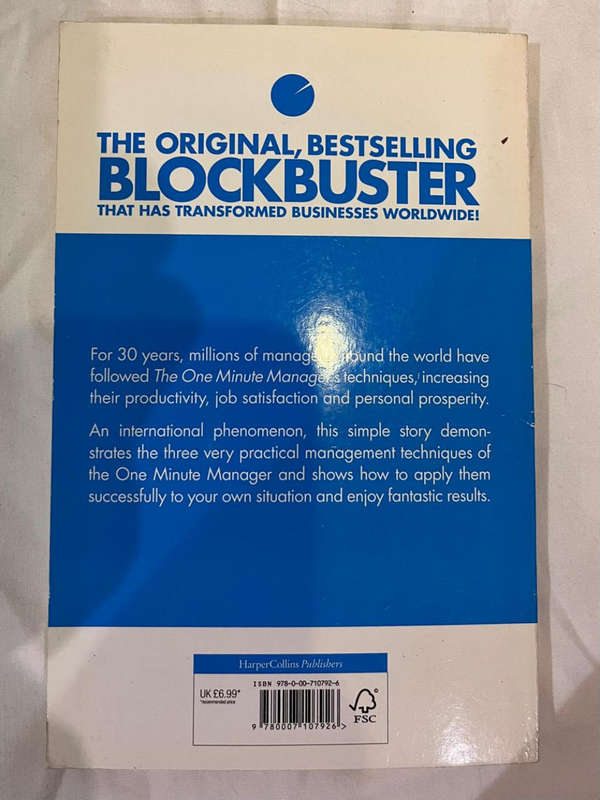 THE ORIGINAL, BESTSELLING
BLOCKBUSTER
THAT HAS TRANSFORMED BUSINESSES WORLDWIDE!
For 30 years, millions of managers around the world have
followed The One Minute Manager's techniques, increasing
their productivity, job satisfaction and personal prosperity.
An international phenomenon, this simple story demon-
strates the three very practical management techniques of
the One Minute Manager and shows how to apply them
successfully to your own situation and enjoy fantastic results.
HarperCollins Publishers
ISBN 978-0-00-710792-6
UK £6.99*
*recommended price
9 780007 107926 >
FSC